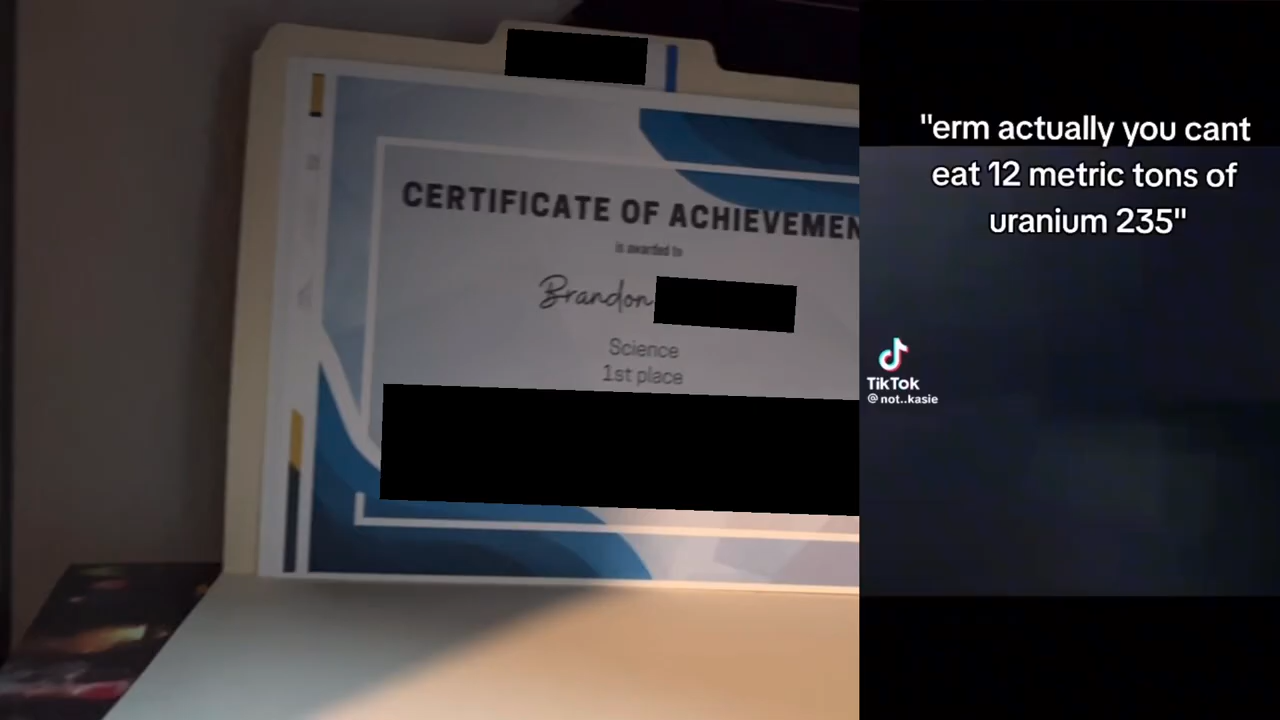 CERTIFICATE OF ACHIEVEMEN
is awarded to
Brandon
Science
1st place
"erm actually you cant
eat 12 metric tons of
uranium 235"
TikTok
@not..kasie